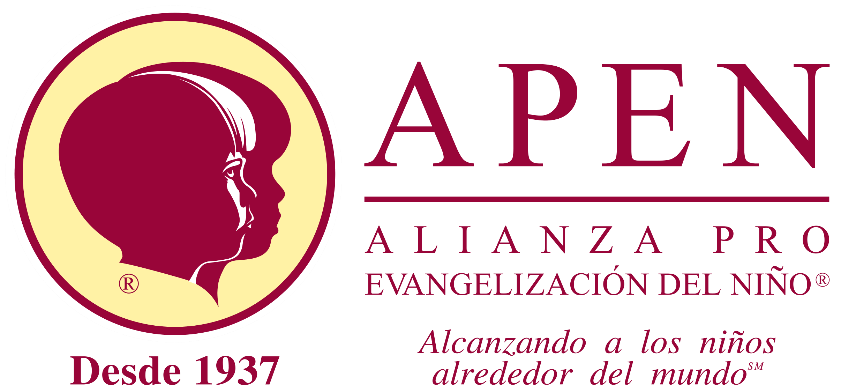 ®
Desde 1937
APEN
ALIANZA PRO
EVANGELIZACIÓN DEL NIÑO®
Alcanzando a los niños
alrededor del mundo℠